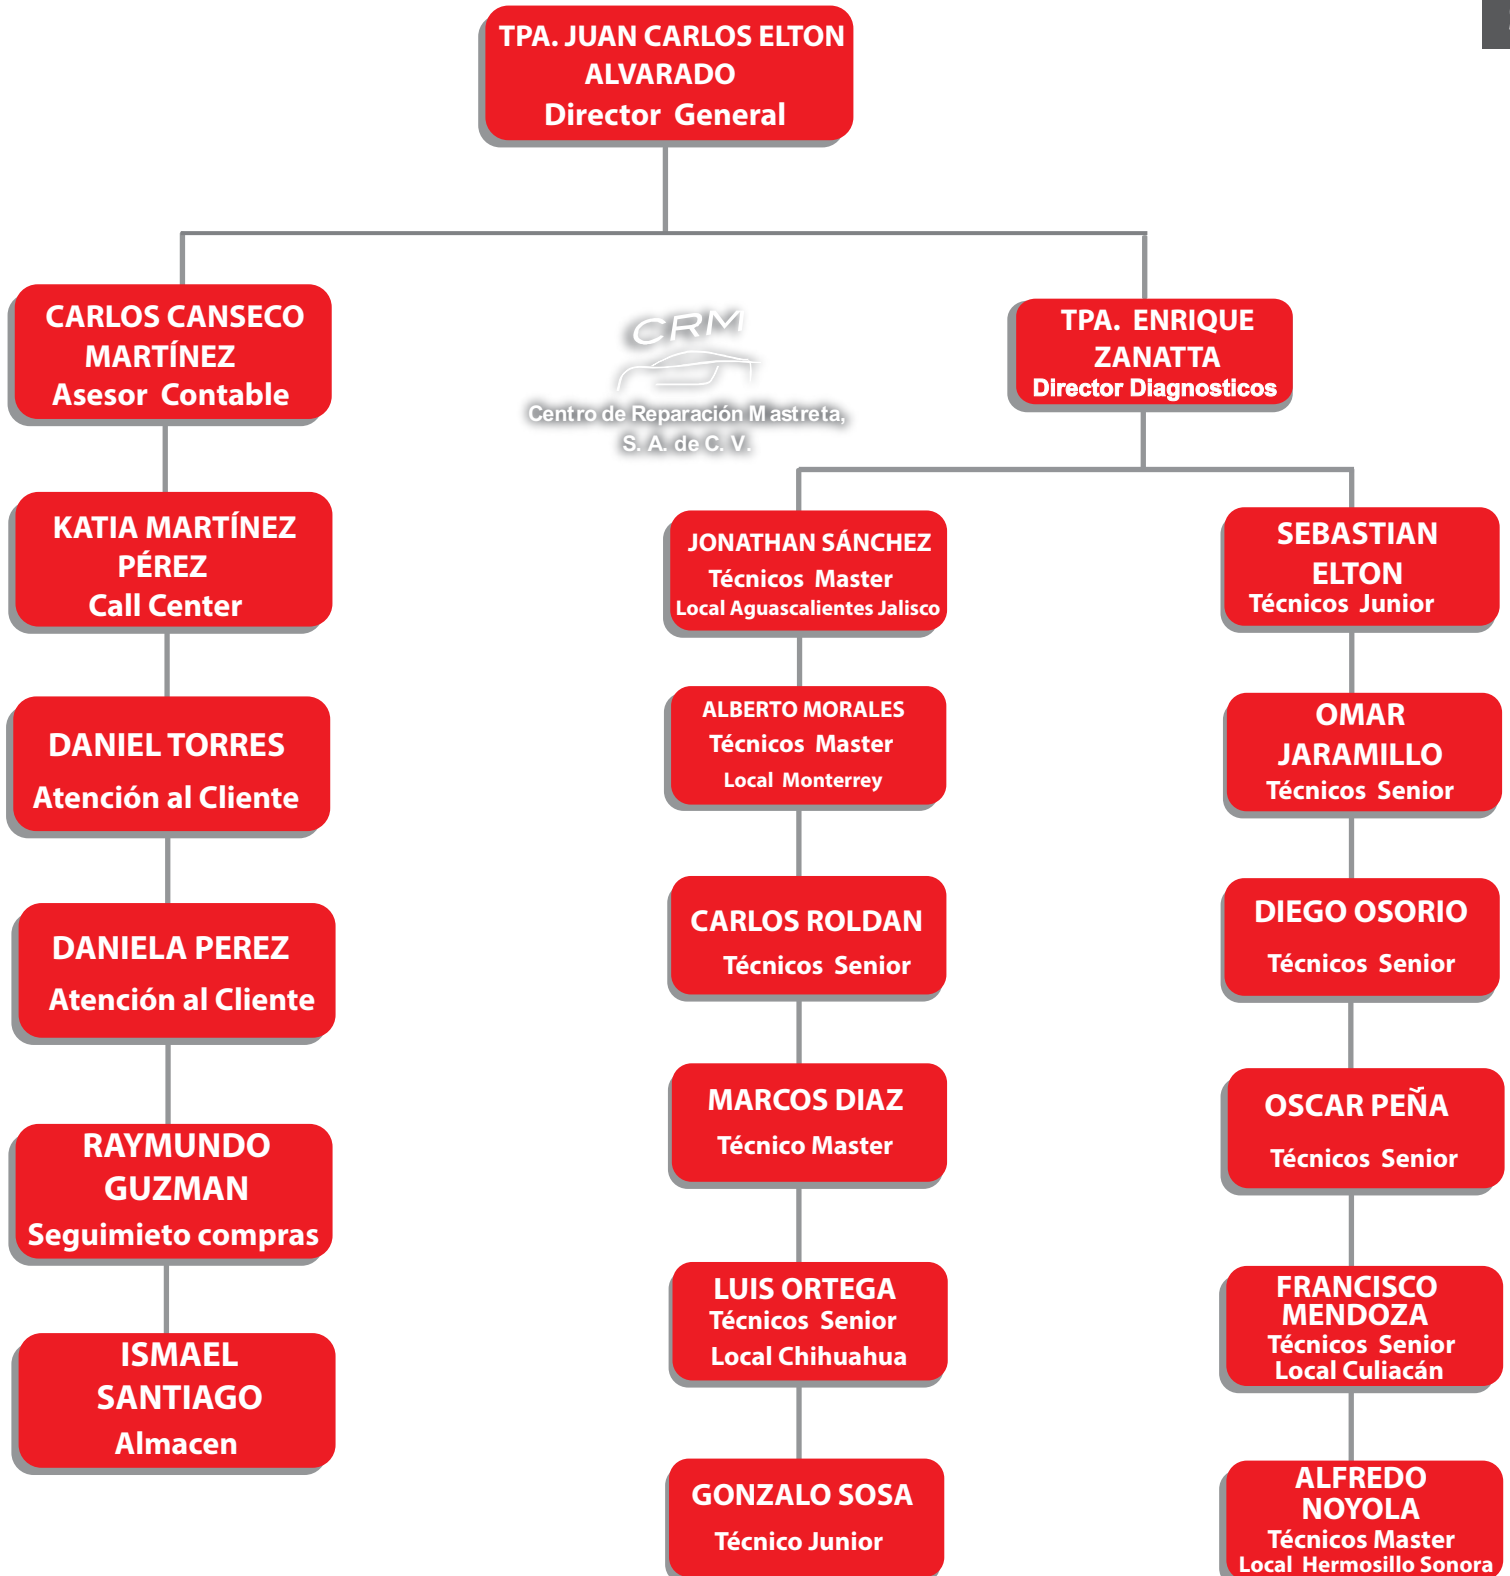 TPA. JUAN CARLOS ELTON
ALVARADO
Director General
CARLOS CANSECO
MARTÍNEZ
Asesor Contable
CRM
Centro de Reparación Mastreta,
S. A. de C. V.
TPA. ENRIQUE
ZANATTA
Director Diagnosticos
KATIA MARTÍNEZ
PÉREZ
Call Center
DANIEL TORRES
Atención al Cliente
DANIELA PEREZ
Atención al Cliente
RAYMUNDO
GUZMAN
Seguimieto compras
ISMAEL
SANTIAGO
Almacen
JONATHAN SÁNCHEZ
Técnicos Master
Local Aguascalientes Jalisco
ALBERTO MORALES
Técnicos Master
Local Monterrey
CARLOS ROLDAN
Técnicos Senior
MARCOS DIAZ
Técnico Master
LUIS ORTEGA
Técnicos Senior
Local Chihuahua
GONZALO SOSA
Técnico Junior
SEBASTIAN
ELTON
Técnicos Junior
OMAR
JARAMILLO
Técnicos Senior
DIEGO OSORIO
Técnicos Senior
OSCAR PEÑA
Técnicos Senior
FRANCISCO
MENDOZA
Técnicos Senior
Local Culiacán
ALFREDO
NOYOLA
Técnicos Master
Local Hermosillo Sonora